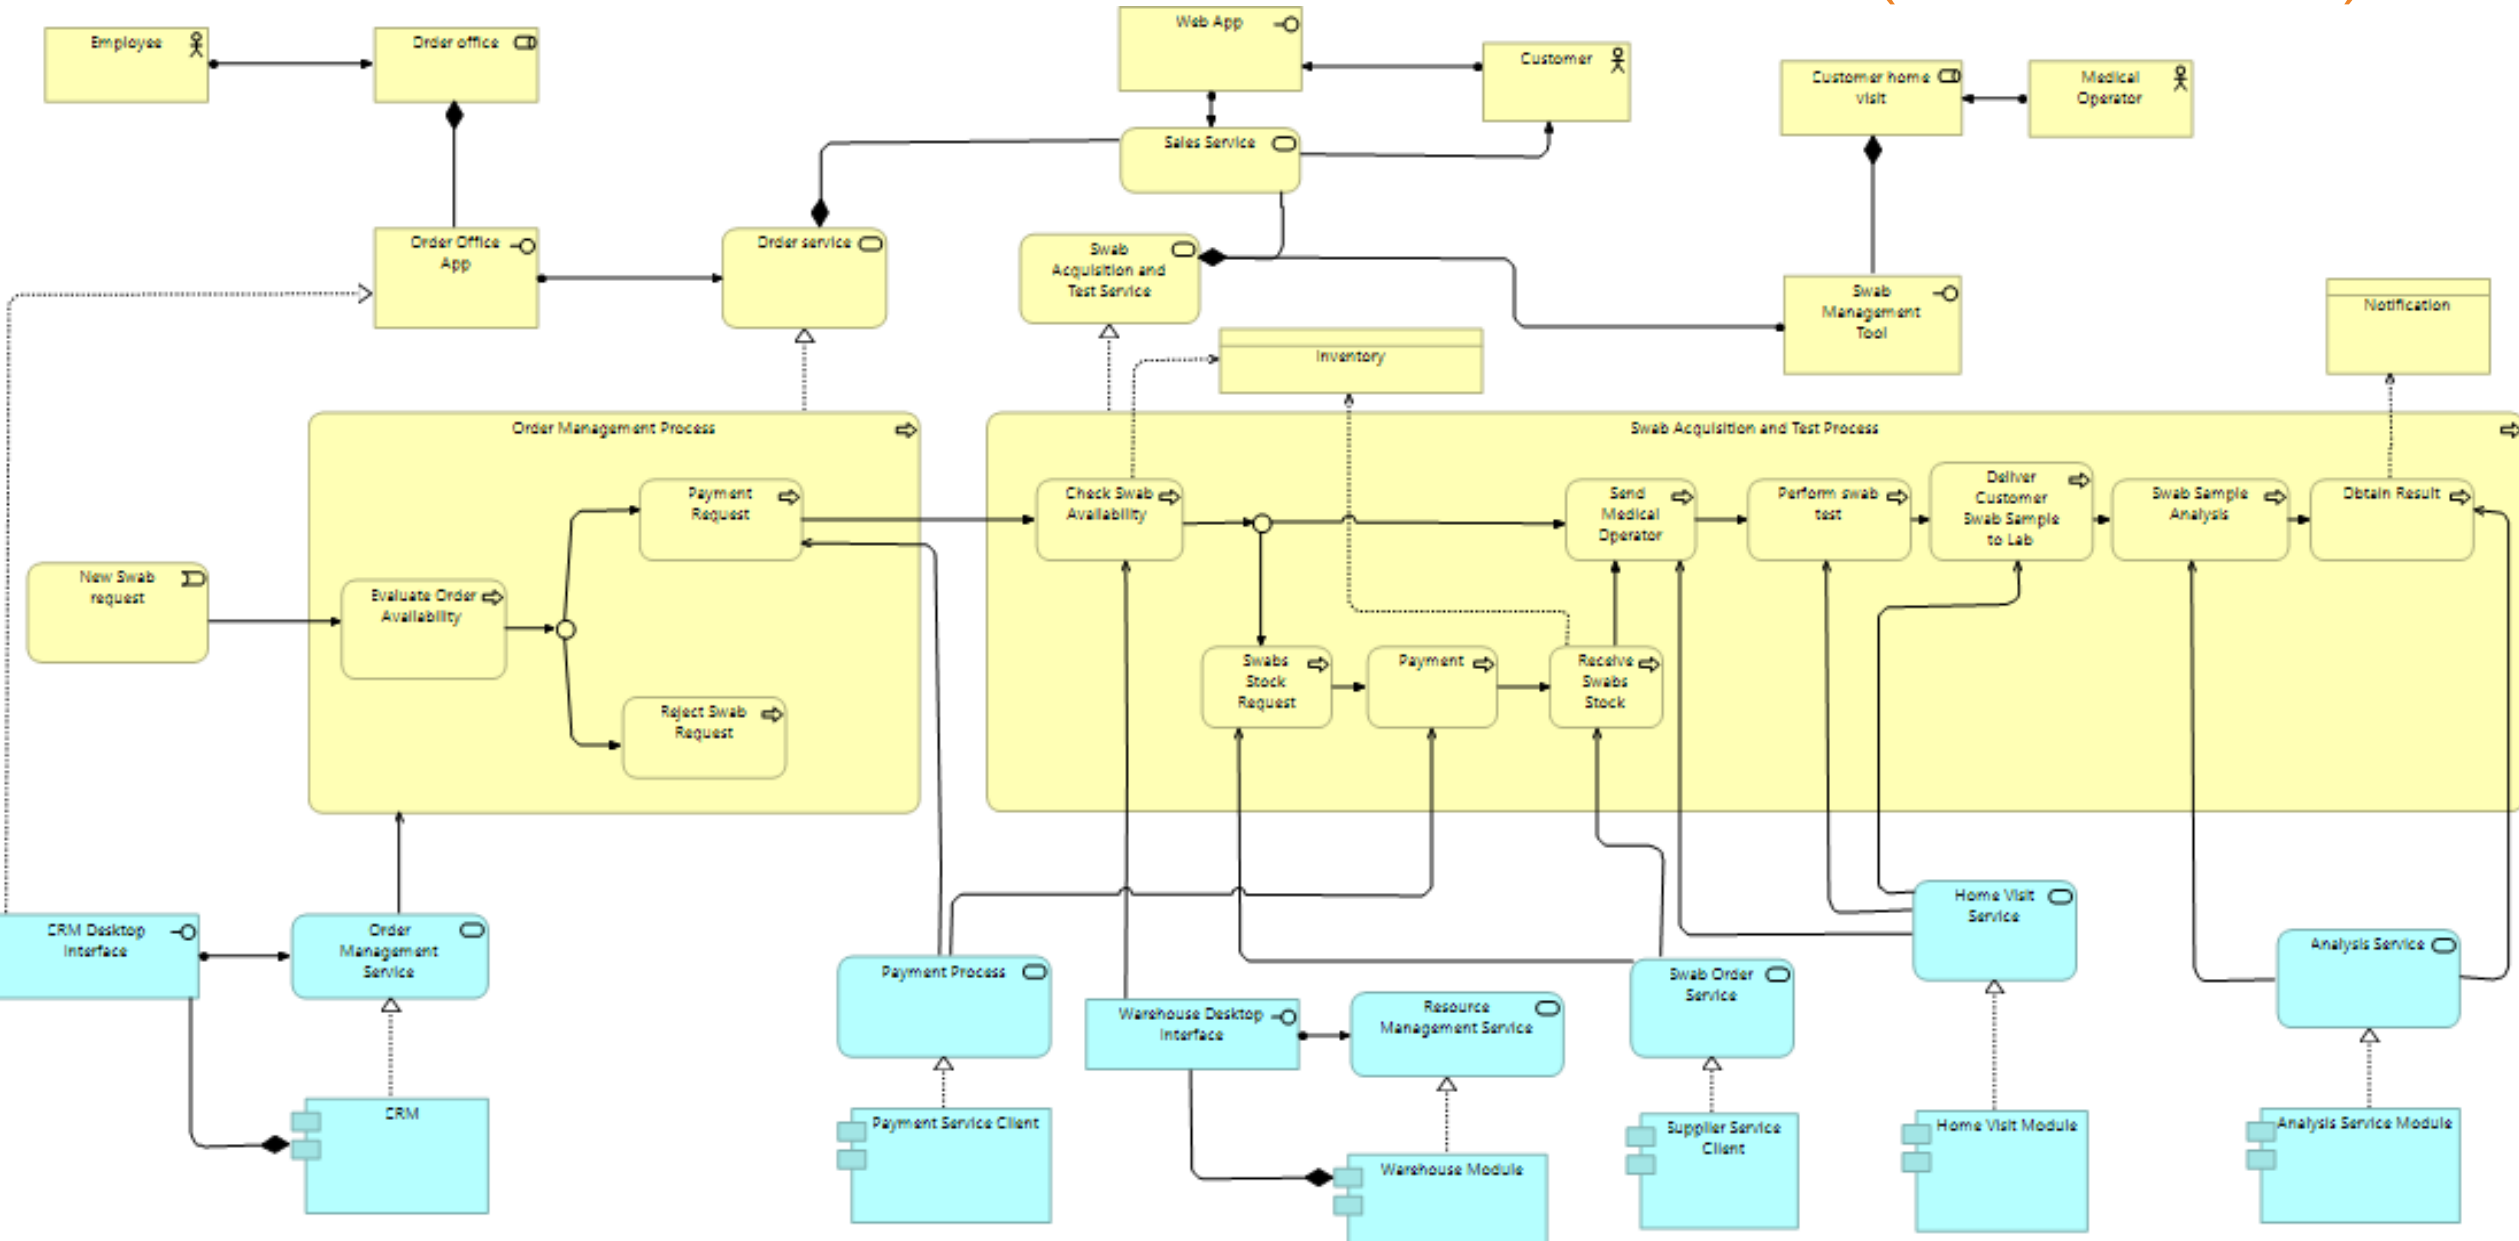 Employee
Order office
Web App
Customer
Customer home
visit
Medical
Operator
Sales Service
Order Office
App
Order service
Swab
Acquisition and
Test Service
Swab
Management
Tool
Notification
Inventory
Order Management Process
Swab Acquisition and Test Process
Payment
Request
Check Swab
Availability
Send
Medical
Operator
Perform swab
test
Deliver
Customer
Swab Sample
to Lab
Swab Sample
Analysis
Obtain Result
New Swab
request
Evaluate Order
Availability
Swabs
Stock
Request
Payment
Receive
Swabs
Stock
Reject Swab
Request
CRM Desktop
Interface
Order
Management
Service
Payment Process
Warehouse Desktop
Interface
Resource
Management Service
Swab Order
Service
Home Visit
Service
Analysis Service
CRM
Payment Service Client
Warehouse Module
Supplier Service
Client
Home Visit Module
Analysis Service Module